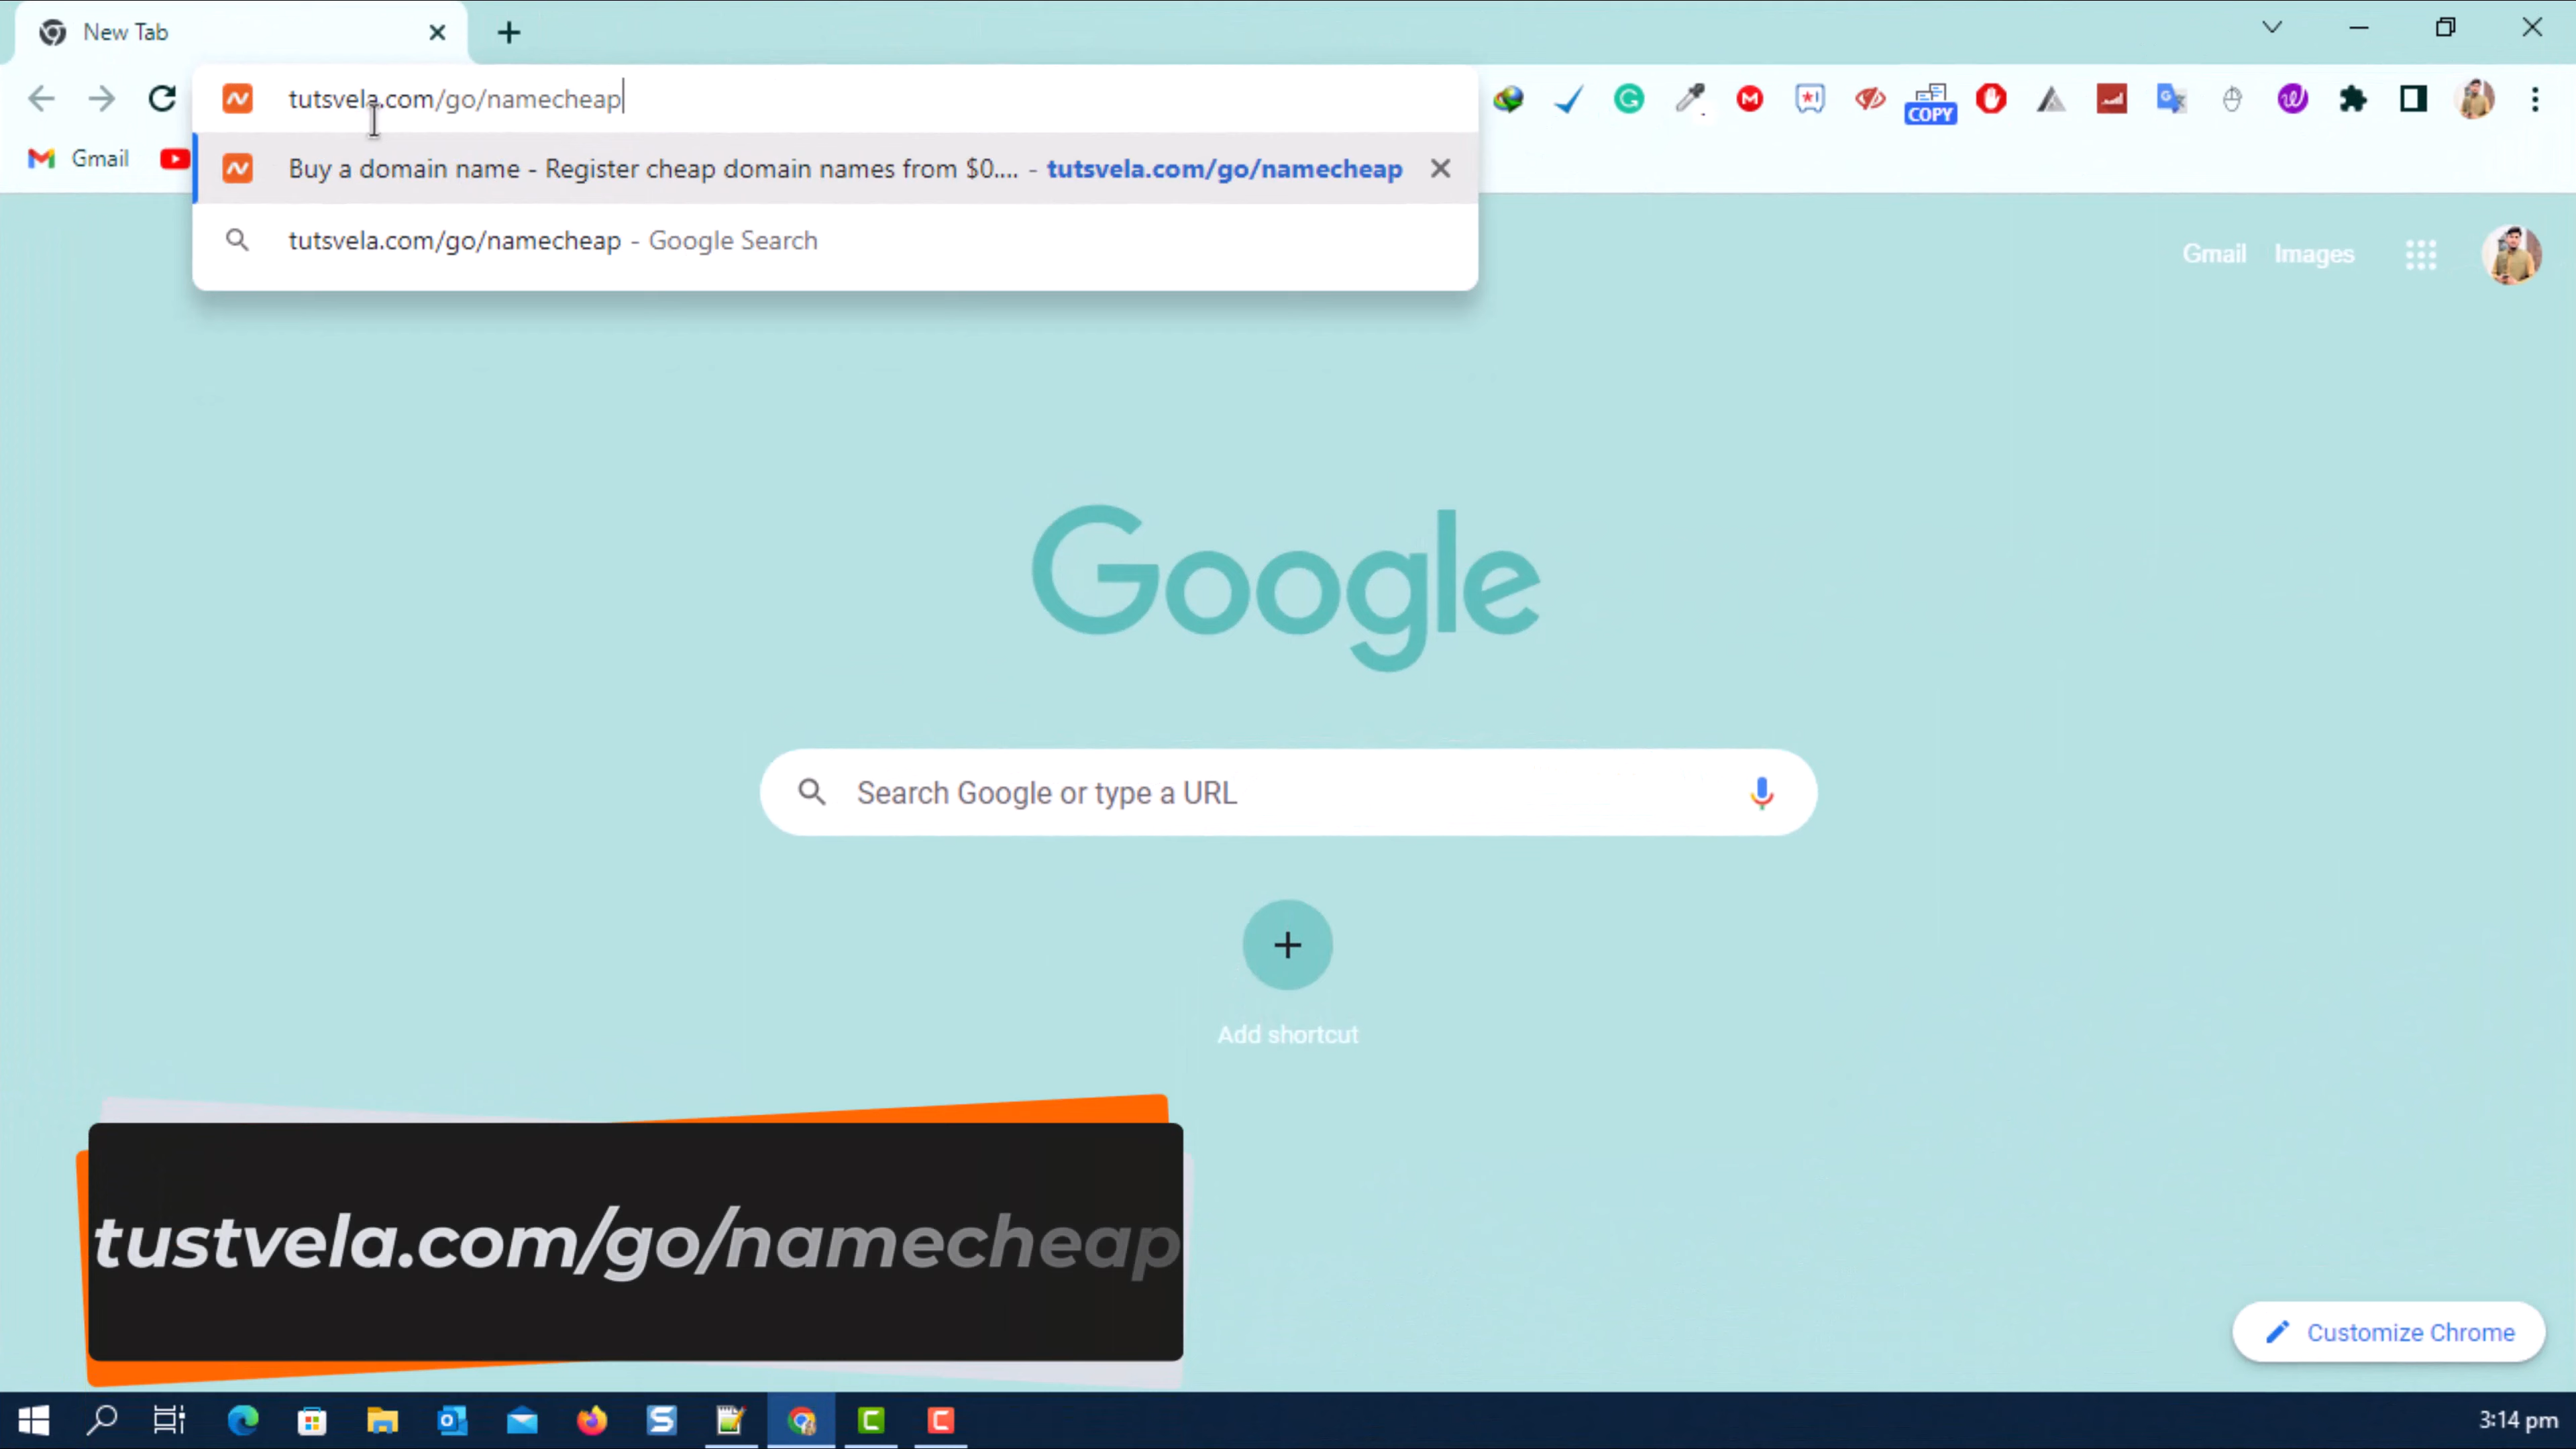 New Tab
tutsvela.com/go/namecheap
COPY
Gmail
Buy a domain name - Register cheap domain names from $0.... - tutsvela.com/go/namecheap
tutsvela.com/go/namecheap - Google Search
Gmail Images
Google
Search Google or type a URL
Add shortcut
tustvela.com/go/namecheap
Customize Chrome
3:14 pm